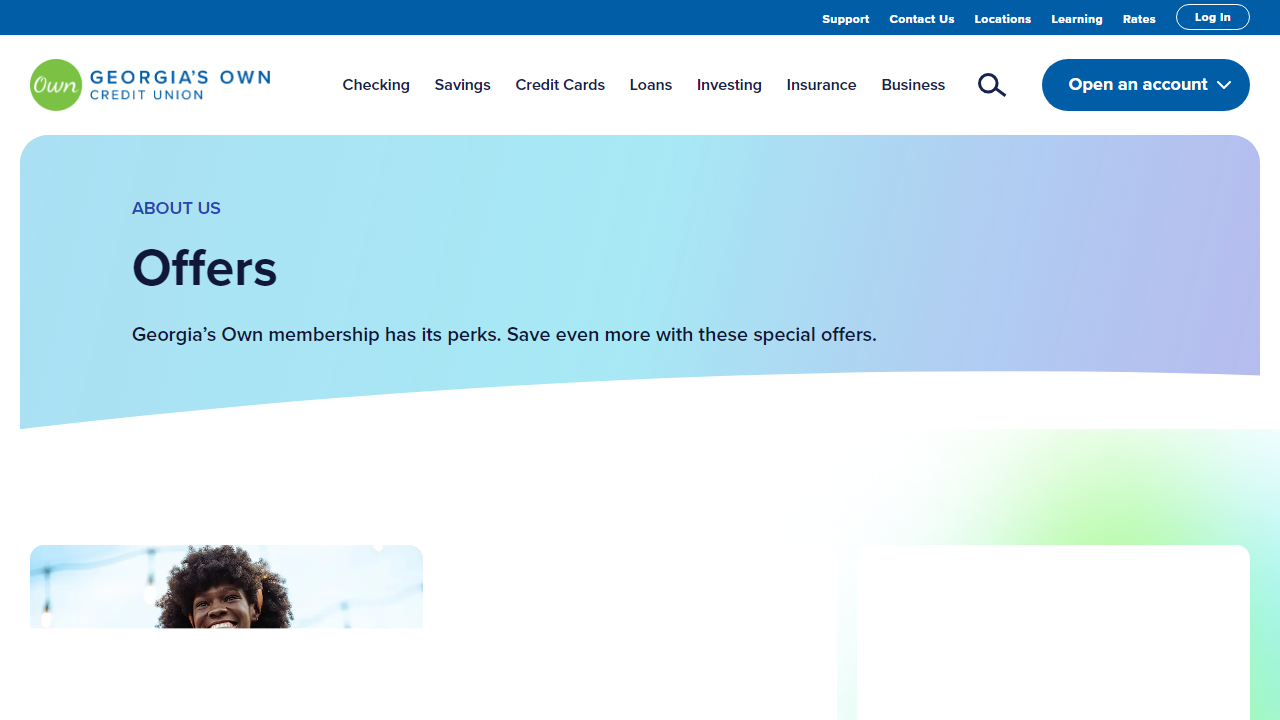 Support Contact Us Locations Learning Rates Log In
Own GEORGIA'S OWN
CREDIT UNION
Checking Savings Credit Cards Loans Investing Insurance Business Open an account
ABOUT US
Offers
Georgia’s Own membership has its perks. Save even more with these special offers.